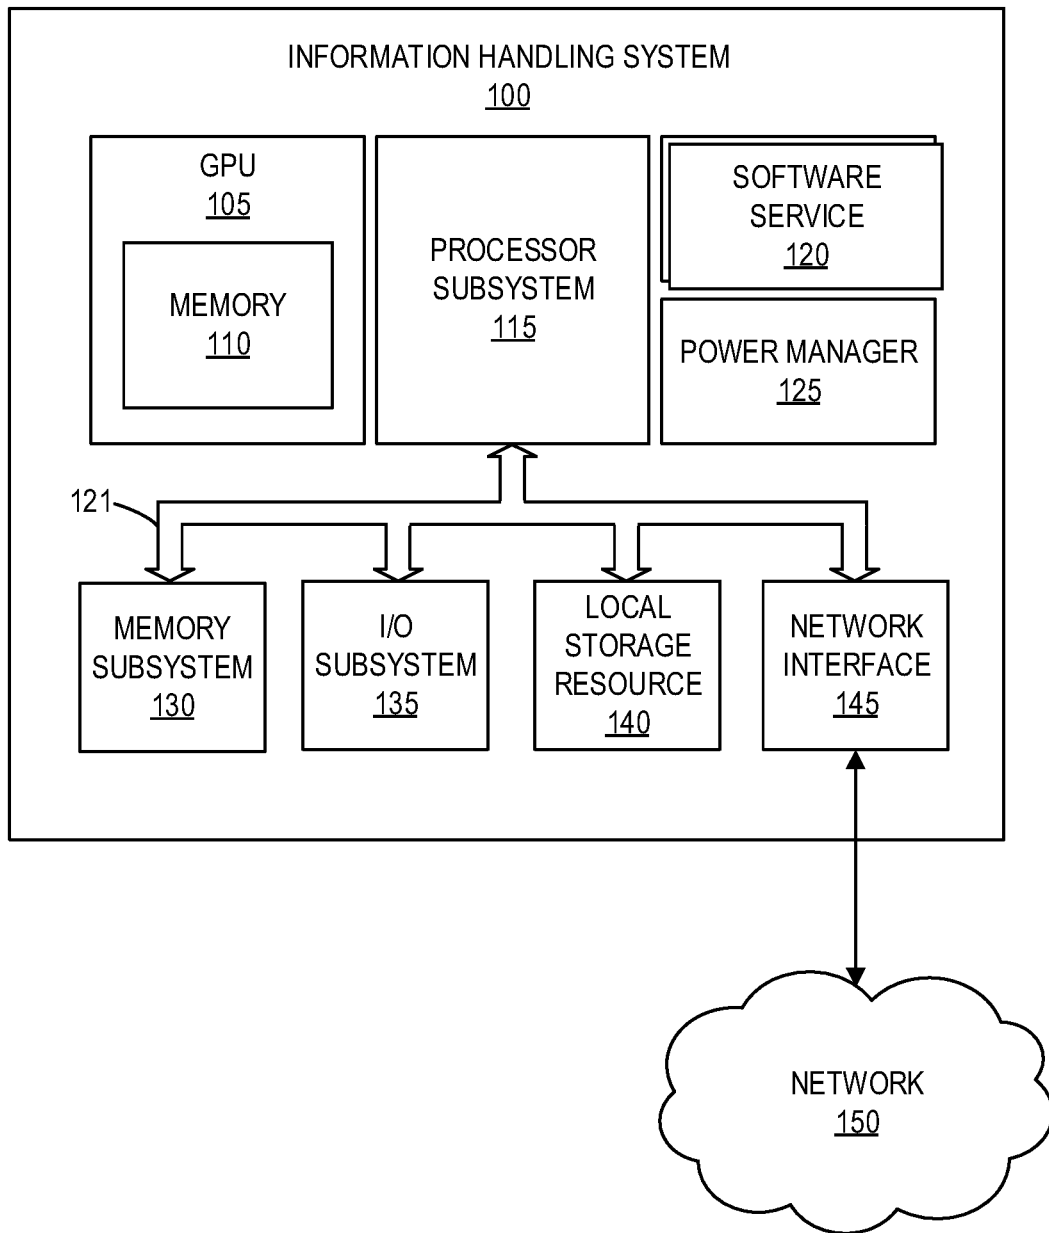 INFORMATION HANDLING SYSTEM
100
GPU
105
MEMORY
110
PROCESSOR
SUBSYSTEM
115
SOFTWARE
SERVICE
120
POWER MANAGER
125
121
MEMORY
SUBSYSTEM
130
I/O
SUBSYSTEM
135
LOCAL
STORAGE
RESOURCE
140
NETWORK
INTERFACE
145
NETWORK
150